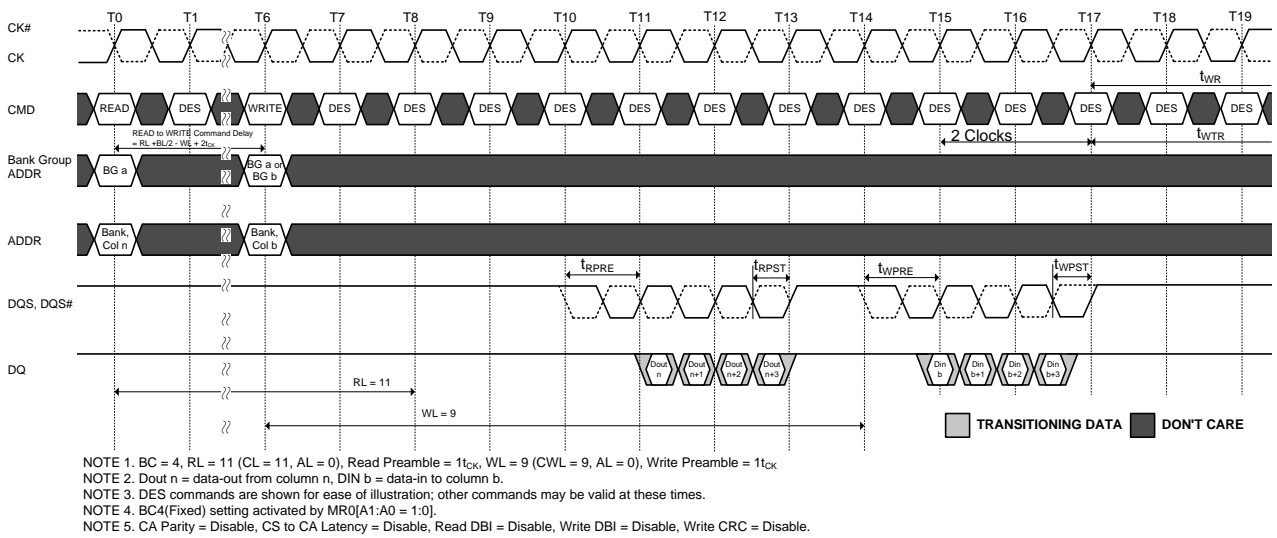 T0 T1 T6 T7 T8 T9 T10 T11 T12 T13 T14 T15 T16 T17 T18 T19
CK#
CK
tWR
CMD READ DES WRITE DES DES DES DES DES DES DES DES DES DES DES DES DES
READ to WRITE Command Delay
= RL +BL/2 - WL + 2tCK
2 Clocks tWTR
Bank Group
ADDR
BG a
BG a or
BG b
ADDR
Bank,
Col n
Bank,
Col b
tRPRE tRPST tWPRE tWPST
DQS, DQS#
DQ
Dout
n
Dout
n+1
Dout
n+2
Dout
n+3
Din
b
Din
b+1
Din
b+2
Din
b+3
RL = 11
WL = 9
TRANSITIONING DATA DON'T CARE
NOTE 1. BC = 4, RL = 11 (CL = 11, AL = 0), Read Preamble = 1tCK, WL = 9 (CWL = 9, AL = 0), Write Preamble = 1tCK
NOTE 2. Dout n = data-out from column n, DIN b = data-in to column b.
NOTE 3. DES commands are shown for ease of illustration; other commands may be valid at these times.
NOTE 4. BC4(Fixed) setting activated by MR0[A1:A0 = 1:0].
NOTE 5. CA Parity = Disable, CS to CA Latency = Disable, Read DBI = Disable, Write DBI = Disable, Write CRC = Disable.